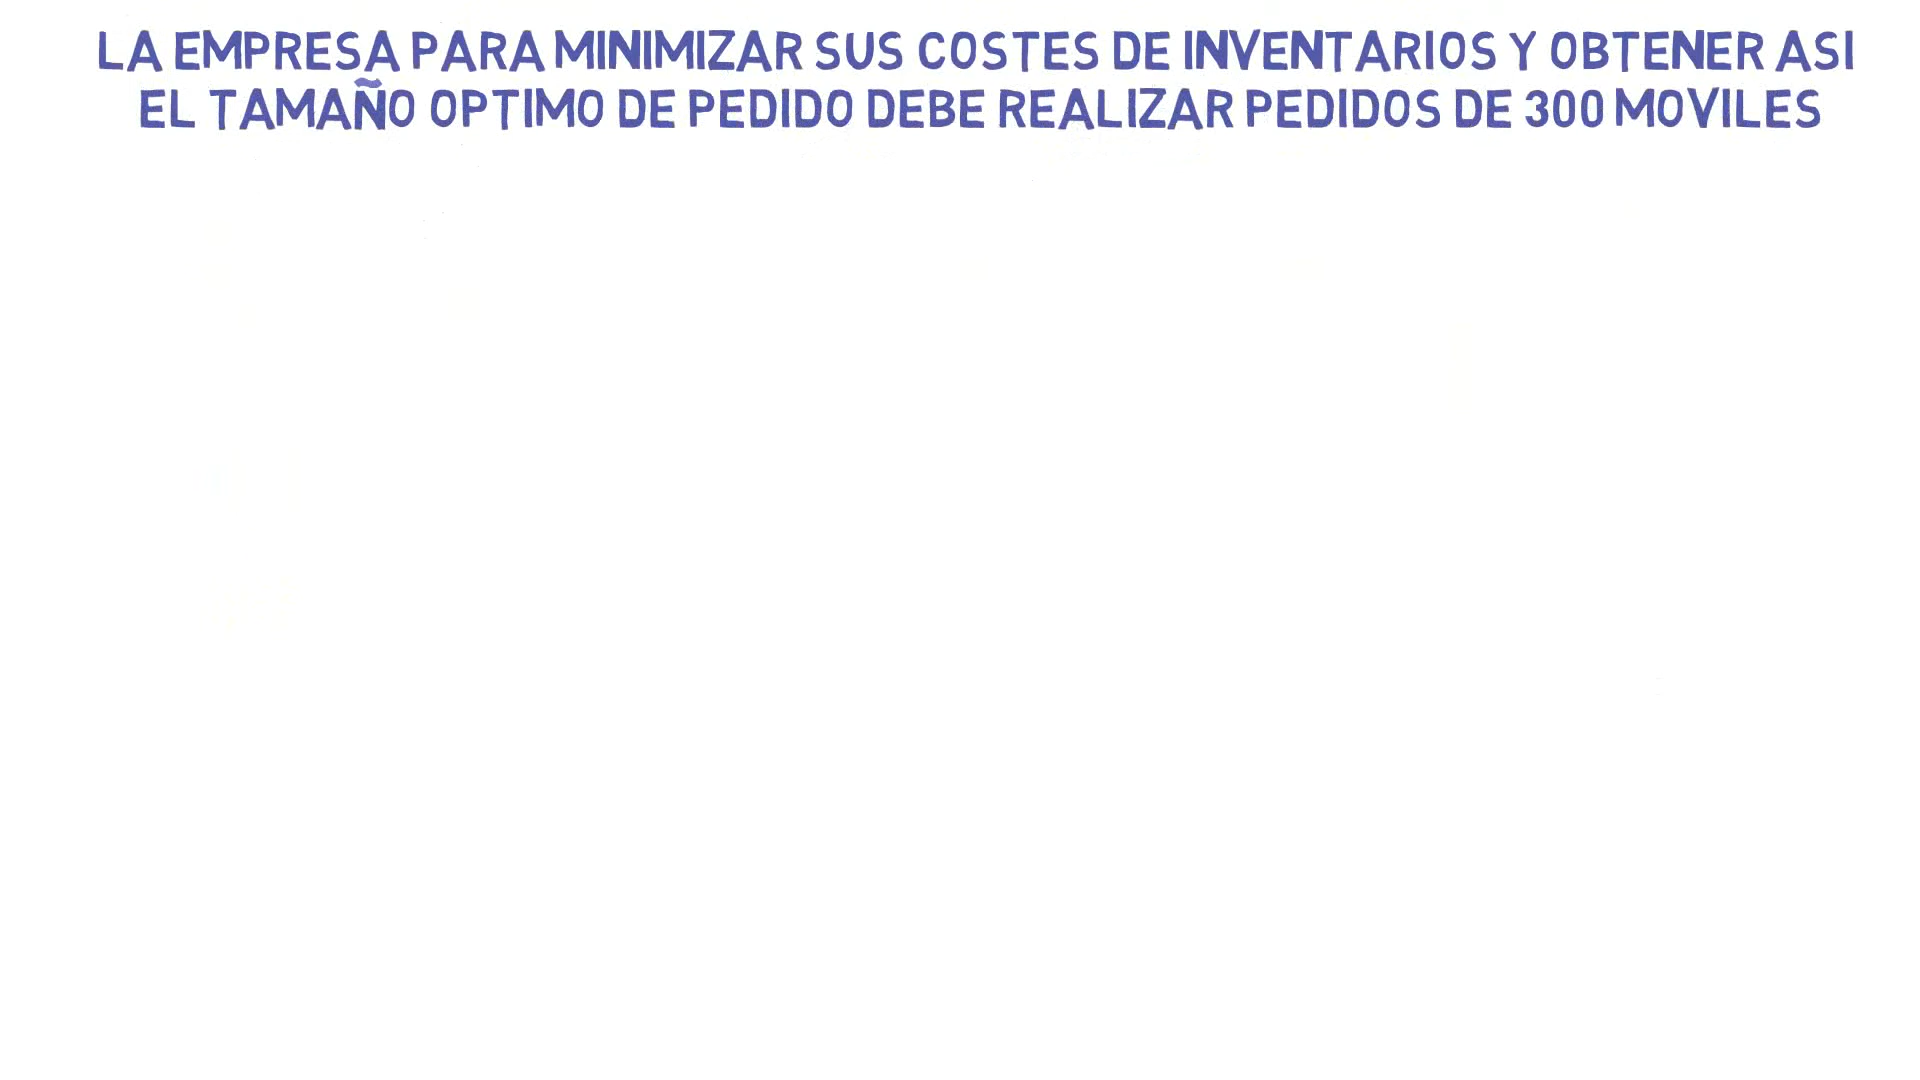 LA EMPRESA PARA MINIMIZAR SUS COSTES DE INVENTARIOS Y OBTENER ASI
EL TAMAÑO OPTIMO DE PEDIDO DEBE REALIZAR PEDIDOS DE 300 MOVILES